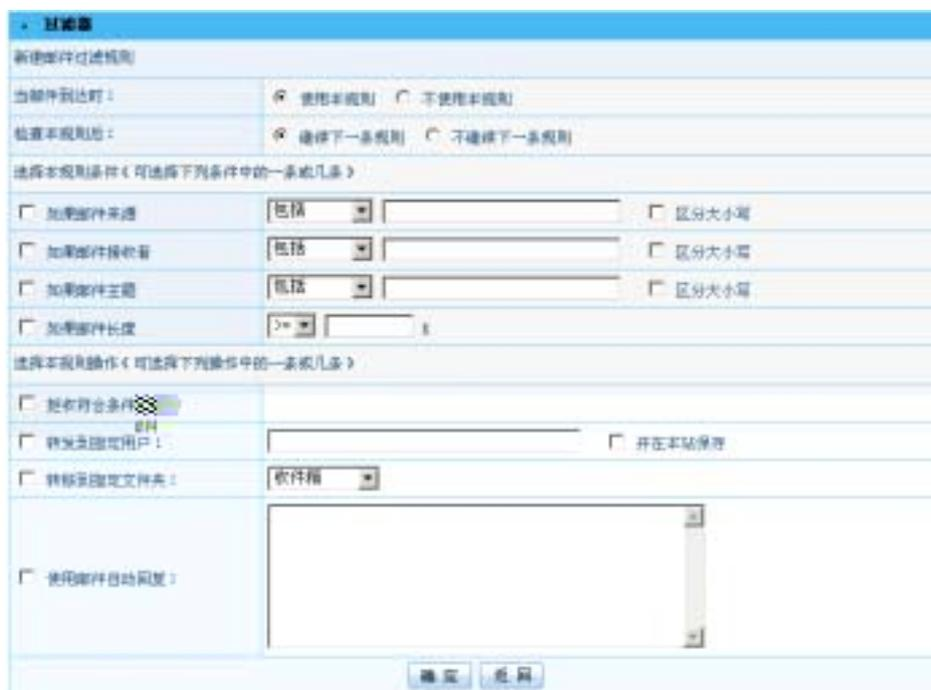 过滤器
新建邮件过滤规则
当邮件到达时： 使用本规则 不使用本规则
检查本规则后： 继续下一条规则 不继续下一条规则
选择本规则条件（可选择下列条件中的一条或几条）
如果邮件来源 包括 区分大小写
如果邮件接收者 包括 区分大小写
如果邮件主题 包括 区分大小写
如果邮件长度 >=
选择本规则操作（可选择下列操作中的一条或几条）
拒收符合条件
邮件
转发到指定用户： 并在本站保存
转移到指定文件夹： 收件箱
使用邮件自动回复：
确 定 返 回